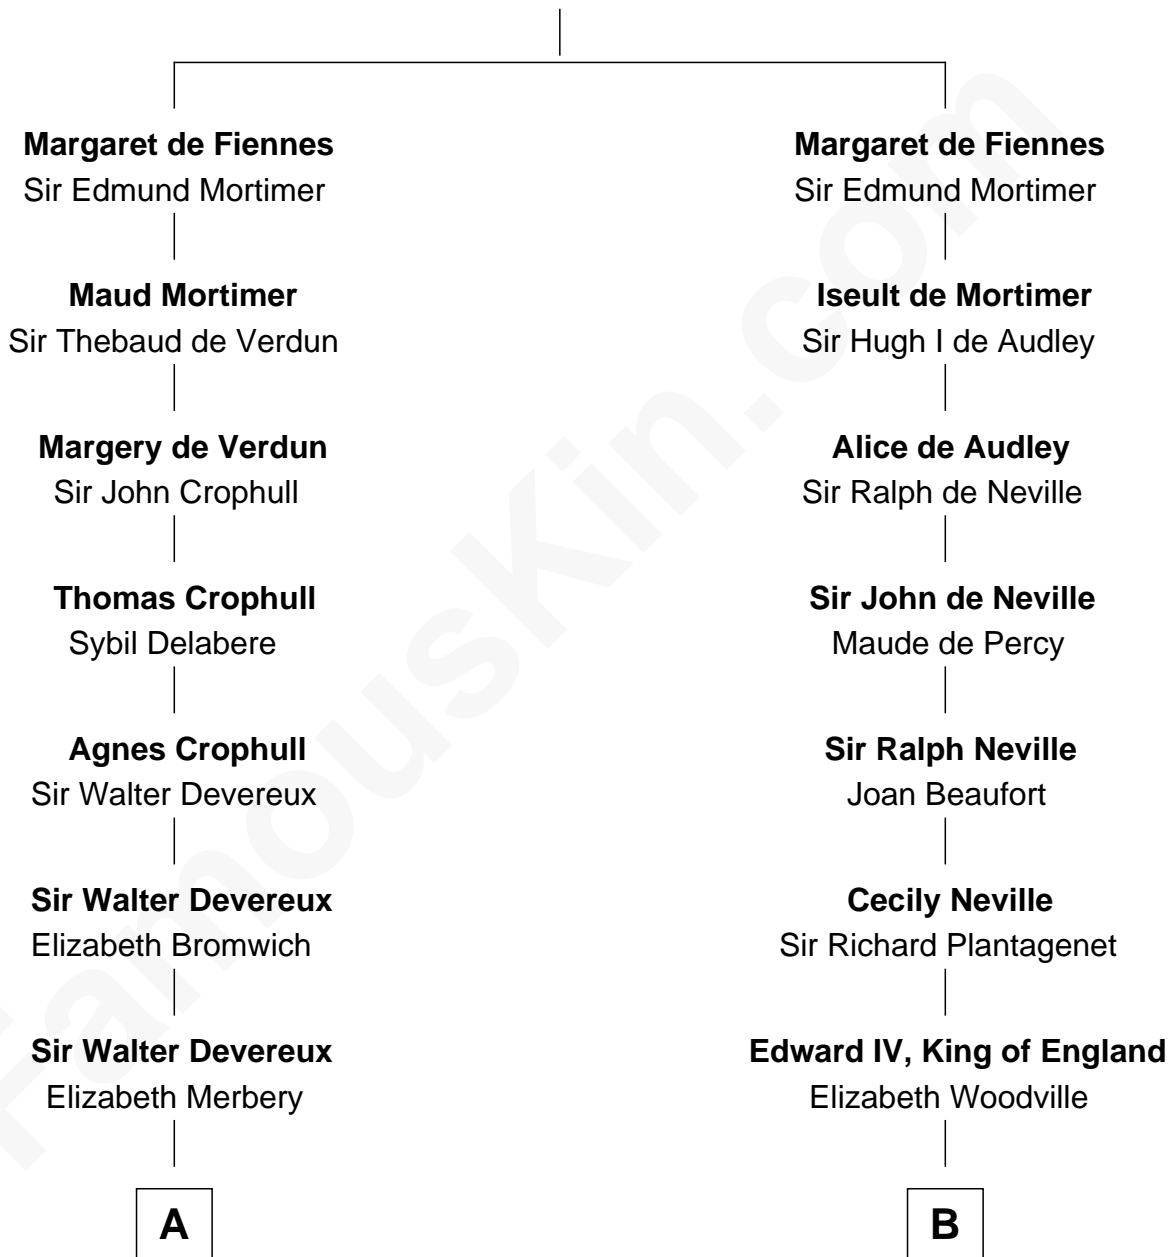 Margaret de Fiennes
Sir Edmund Mortimer
Maud Mortimer
Sir Thebaud de Verdun
Margery de Verdun
Sir John Crophull
Thomas Crophull
Sybil Delabere
Agnes Crophull
Sir Walter Devereux
Sir Walter Devereux
Elizabeth Bromwich
Sir Walter Devereux
Elizabeth Merbery
A
Margaret de Fiennes
Sir Edmund Mortimer
Iseult de Mortimer
Sir Hugh I de Audley
Alice de Audley
Sir Ralph de Neville
Sir John de Neville
Maude de Percy
Sir Ralph Neville
Joan Beaufort
Cecily Neville
Sir Richard Plantagenet
Edward IV, King of England
Elizabeth Woodville
B
FamousKin.com